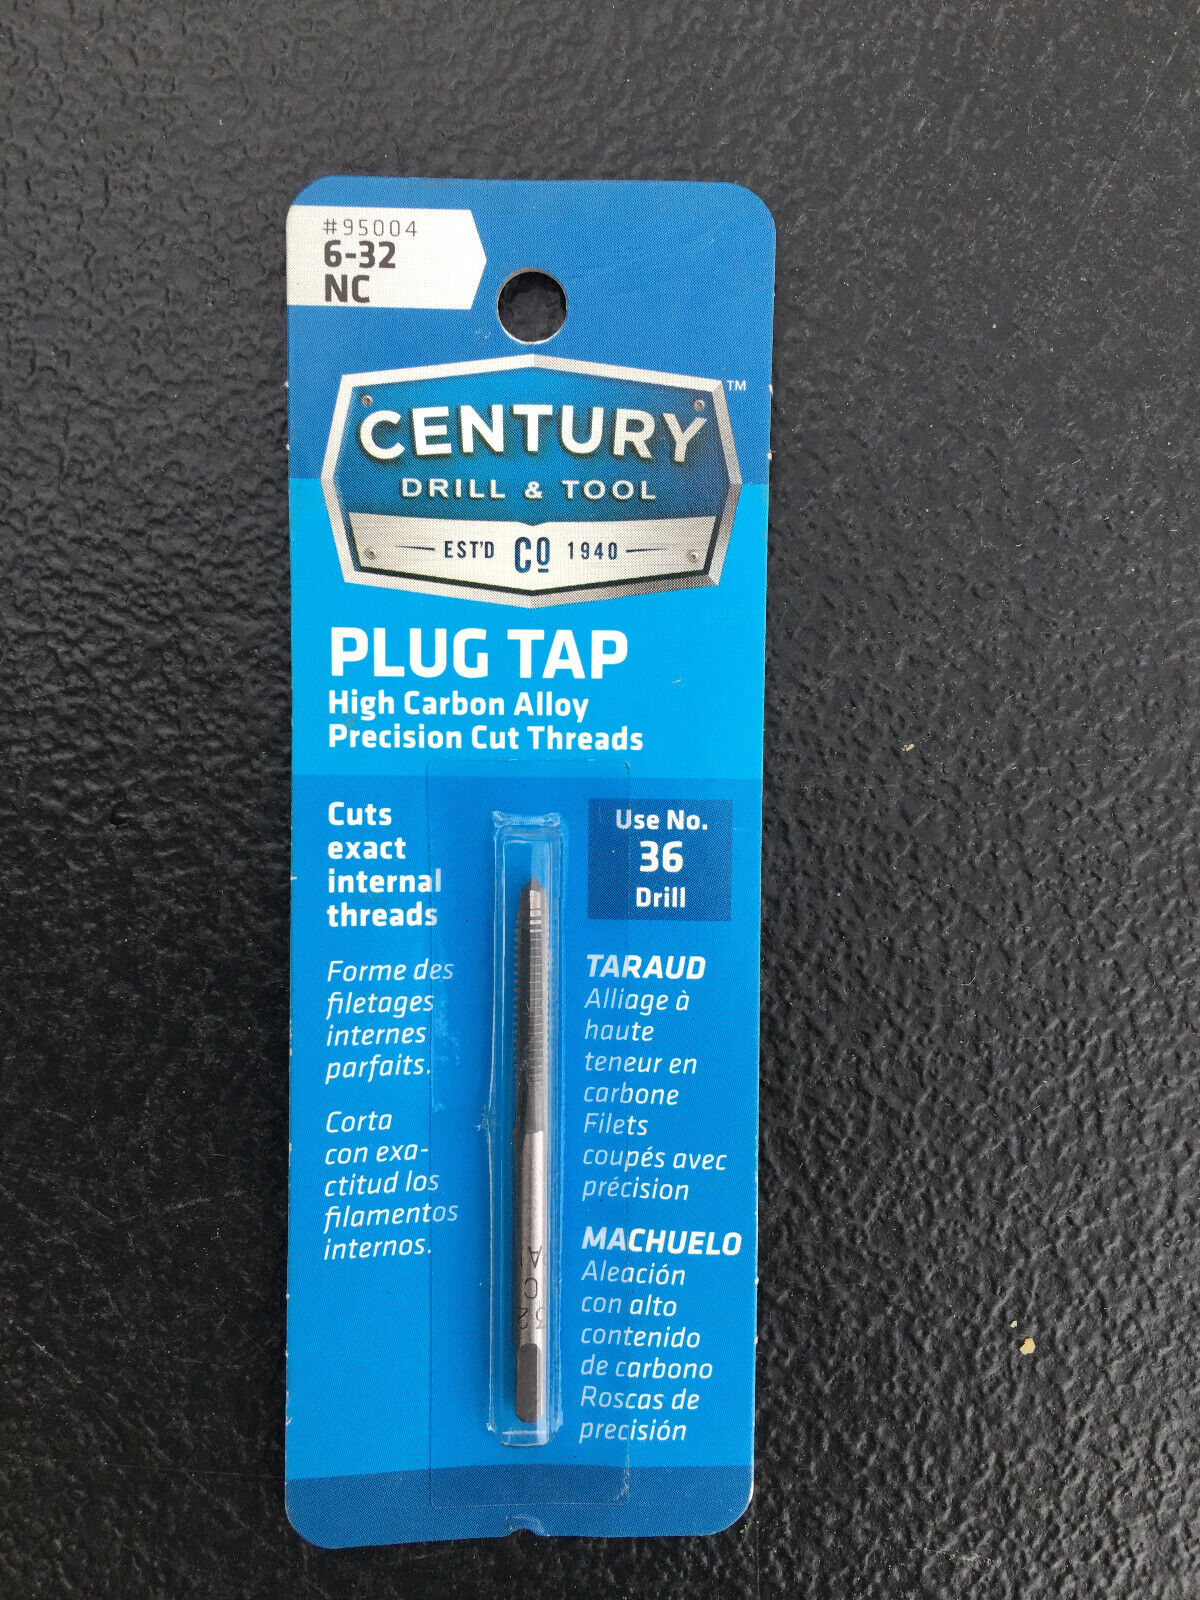 #95004
6-32
NC
CENTURY
™
DRILL & TOOL
EST'D CO 1940
PLUG TAP
High Carbon Alloy
Precision Cut Threads
Cuts
exact
internal
threads
Forme des
filetages
internes
parfaits.
Corta
con exa-
ctitud los
filamentos
internos.
Use No.
36
Drill
TARAUD
Alliage à
haute
teneur en
carbone
Filets
coupés avec
précision
MACHUELO
Aleación
con alto
contenido
de carbono
Roscas de
precisión